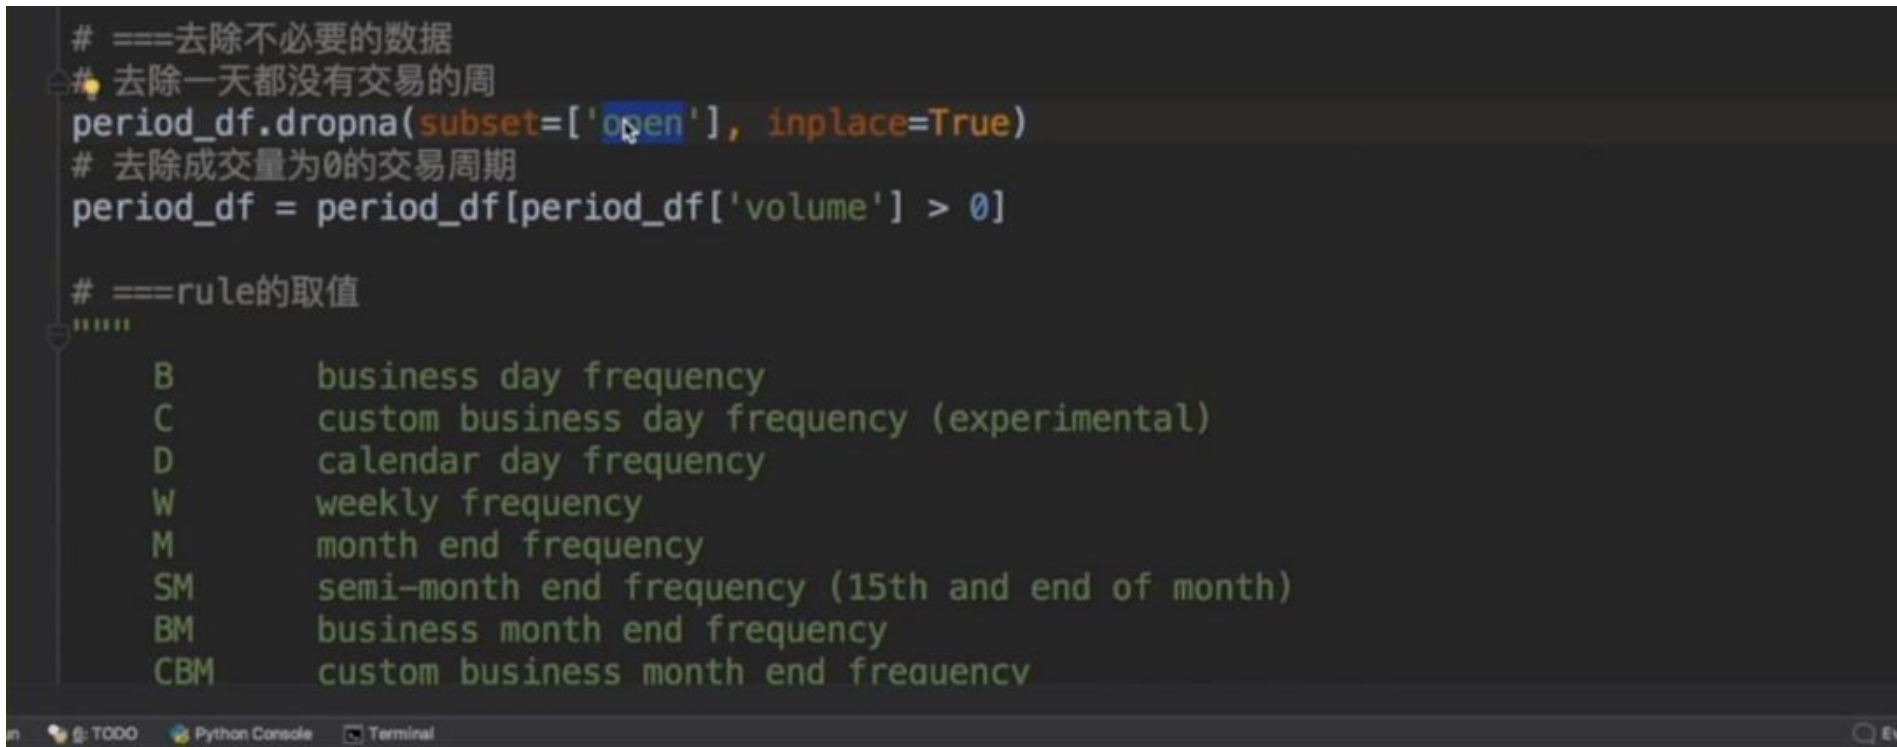 # ===去除不必要的数据
# 去除一天都没有交易的周
period_df.dropna(subset=['open'], inplace=True)
# 去除成交量为0的交易周期
period_df = period_df[period_df['volume'] > 0]
# ===rule的取值
"""
B business day frequency
C custom business day frequency (experimental)
D calendar day frequency
W weekly frequency
M month end frequency
SM semi-month end frequency (15th and end of month)
BM business month end frequency
CBM custom business month end frequency
6: TODO Python Console Terminal